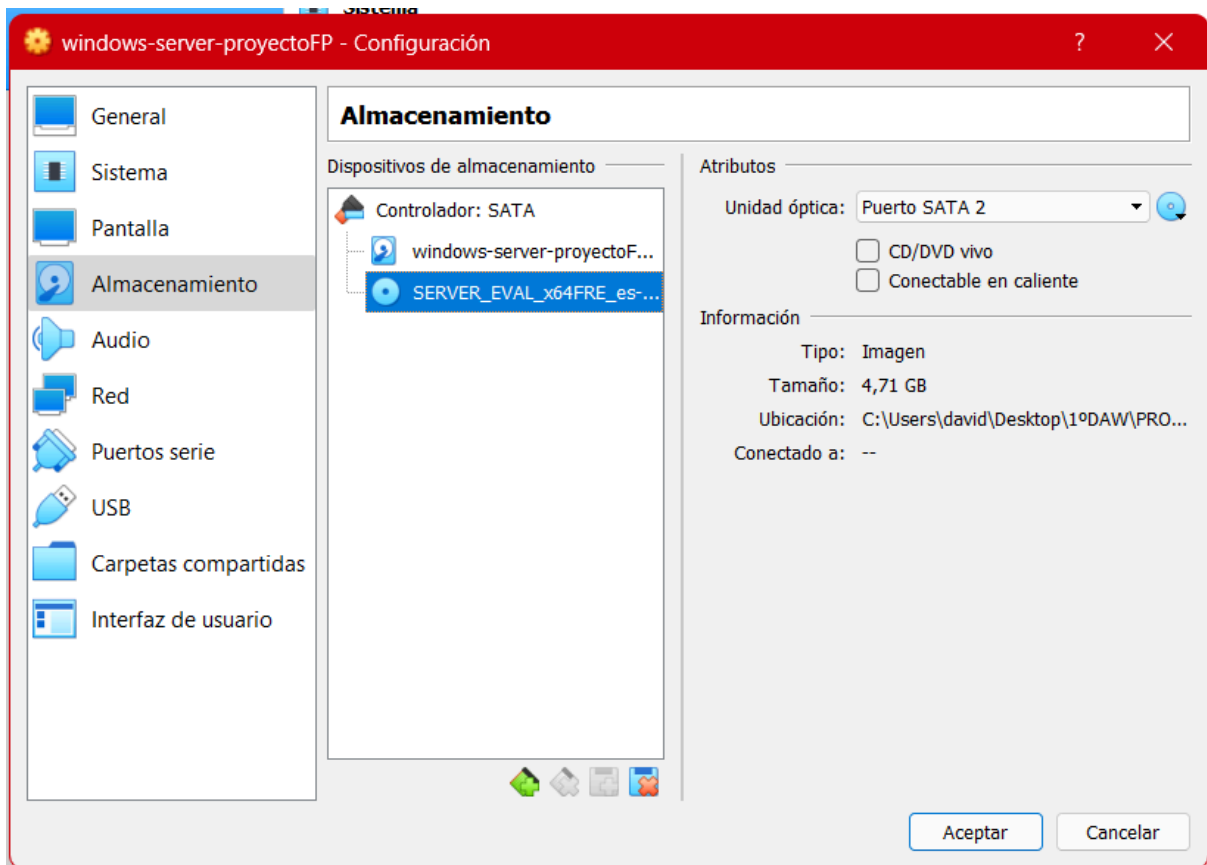 Sistema
windows-server-proyectoFP - Configuración ? ×
General
Sistema
Pantalla
Almacenamiento
Audio
Red
Puertos serie
USB
Carpetas compartidas
Interfaz de usuario
Almacenamiento
Dispositivos de almacenamiento
Controlador: SATA
windows-server-proyectoF...
SERVER_EVAL_x64FRE_es-...
Atributos
Unidad óptica: Puerto SATA 2
CD/DVD vivo
Conectable en caliente
Información
Tipo: Imagen
Tamaño: 4,71 GB
Ubicación: C:\Users\david\Desktop\1ºDAW\PRO...
Conectado a: --
Aceptar
Cancelar